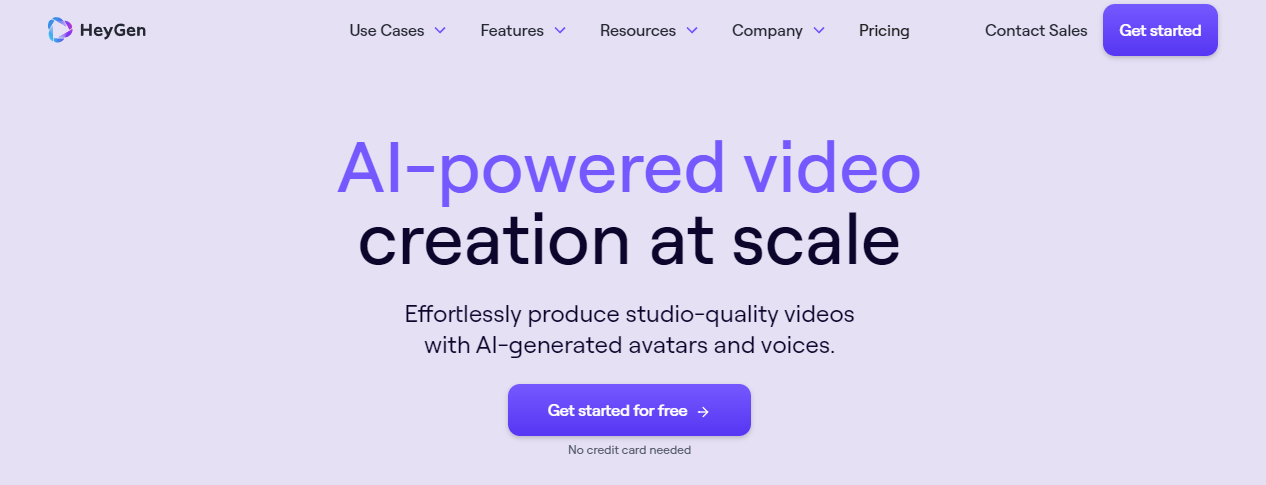 HeyGen
Use Cases
Features
Resources
Company
Pricing
Contact Sales
Get started
AI-powered video
creation at scale
Effortlessly produce studio-quality videos
with AI-generated avatars and voices.
Get started for free →
No credit card needed